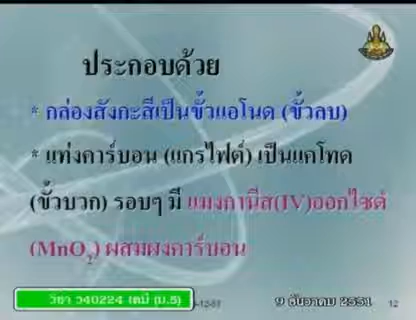 ประกอบด้วย
* กล่องสังกะสีเป็นขั้วแอโนด (ขั้วลบ)
* แท่งคาร์บอน (แกรไฟต์) เป็นแคโทด
(ขั้วบวก) รอบๆ มี แมงกานีส(IV)ออกไซด์
(MnO₂) ผสมผงคาร์บอน
วิชา ว40224 เคมี (ม.5)
9 ธันวาคม 2551 12